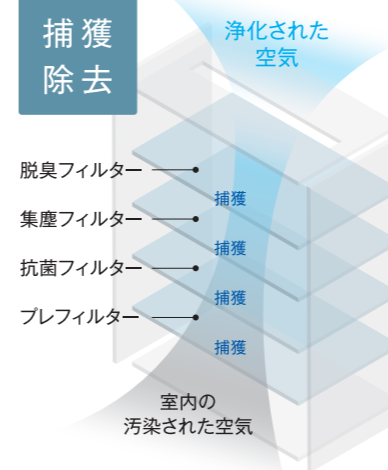 捕獲
除去
浄化された
空気
脱臭フィルター
捕獲
集塵フィルター
捕獲
抗菌フィルター
捕獲
プレフィルター
捕獲
室内の
汚染された空気